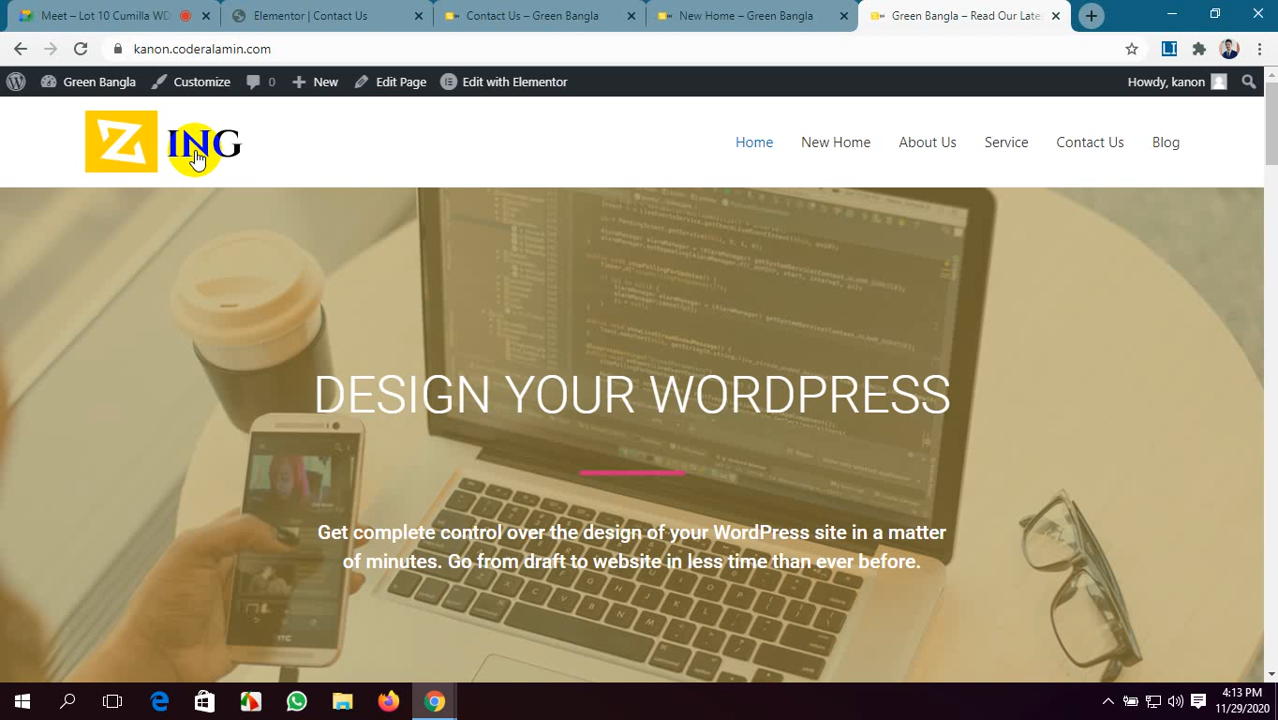 Meet – Lot 10 Cumilla WD
Elementor | Contact Us
Contact Us – Green Bangla
New Home – Green Bangla
Green Bangla – Read Our Late
kanon.coderalamin.com
LI
Green Bangla
Customize
0
New
Edit Page
Edit with Elementor
Howdy, kanon
Z ING
Home
New Home
About Us
Service
Contact Us
Blog
DESIGN YOUR WORDPRESS
Get complete control over the design of your WordPress site in a matter
of minutes. Go from draft to website in less time than ever before.
4:13 PM
11/29/2020